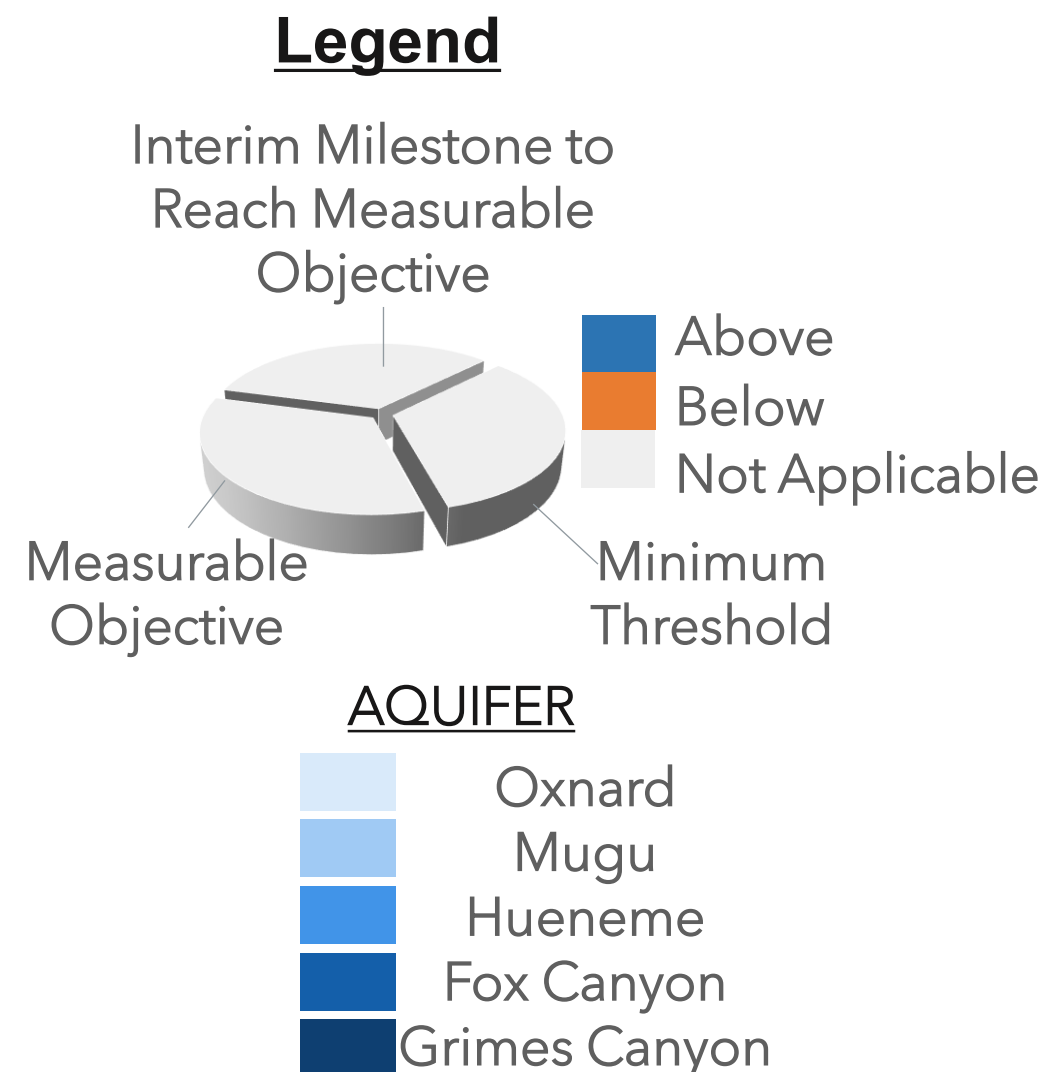 Legend
Interim Milestone to
Reach Measurable
Objective
Above
Below
Not Applicable
Measurable
Objective
Minimum
Threshold
AQUIFER
Oxnard
Mugu
Hueneme
Fox Canyon
Grimes Canyon